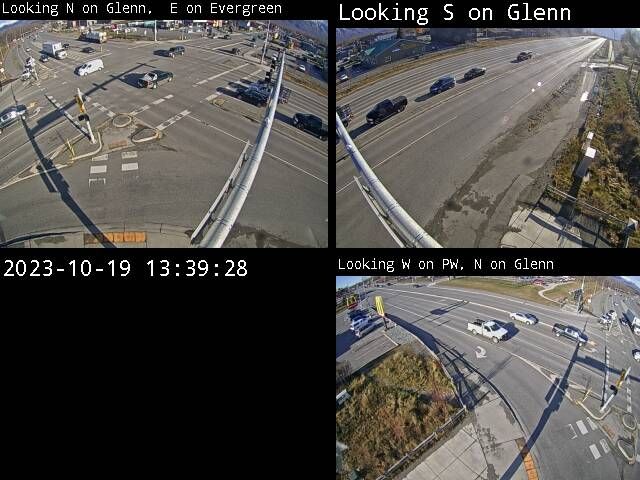 Looking N on Glenn,  E on Evergreen
Looking S on Glenn
2023-10-19 13:39:28
Looking W on PW, N on Glenn